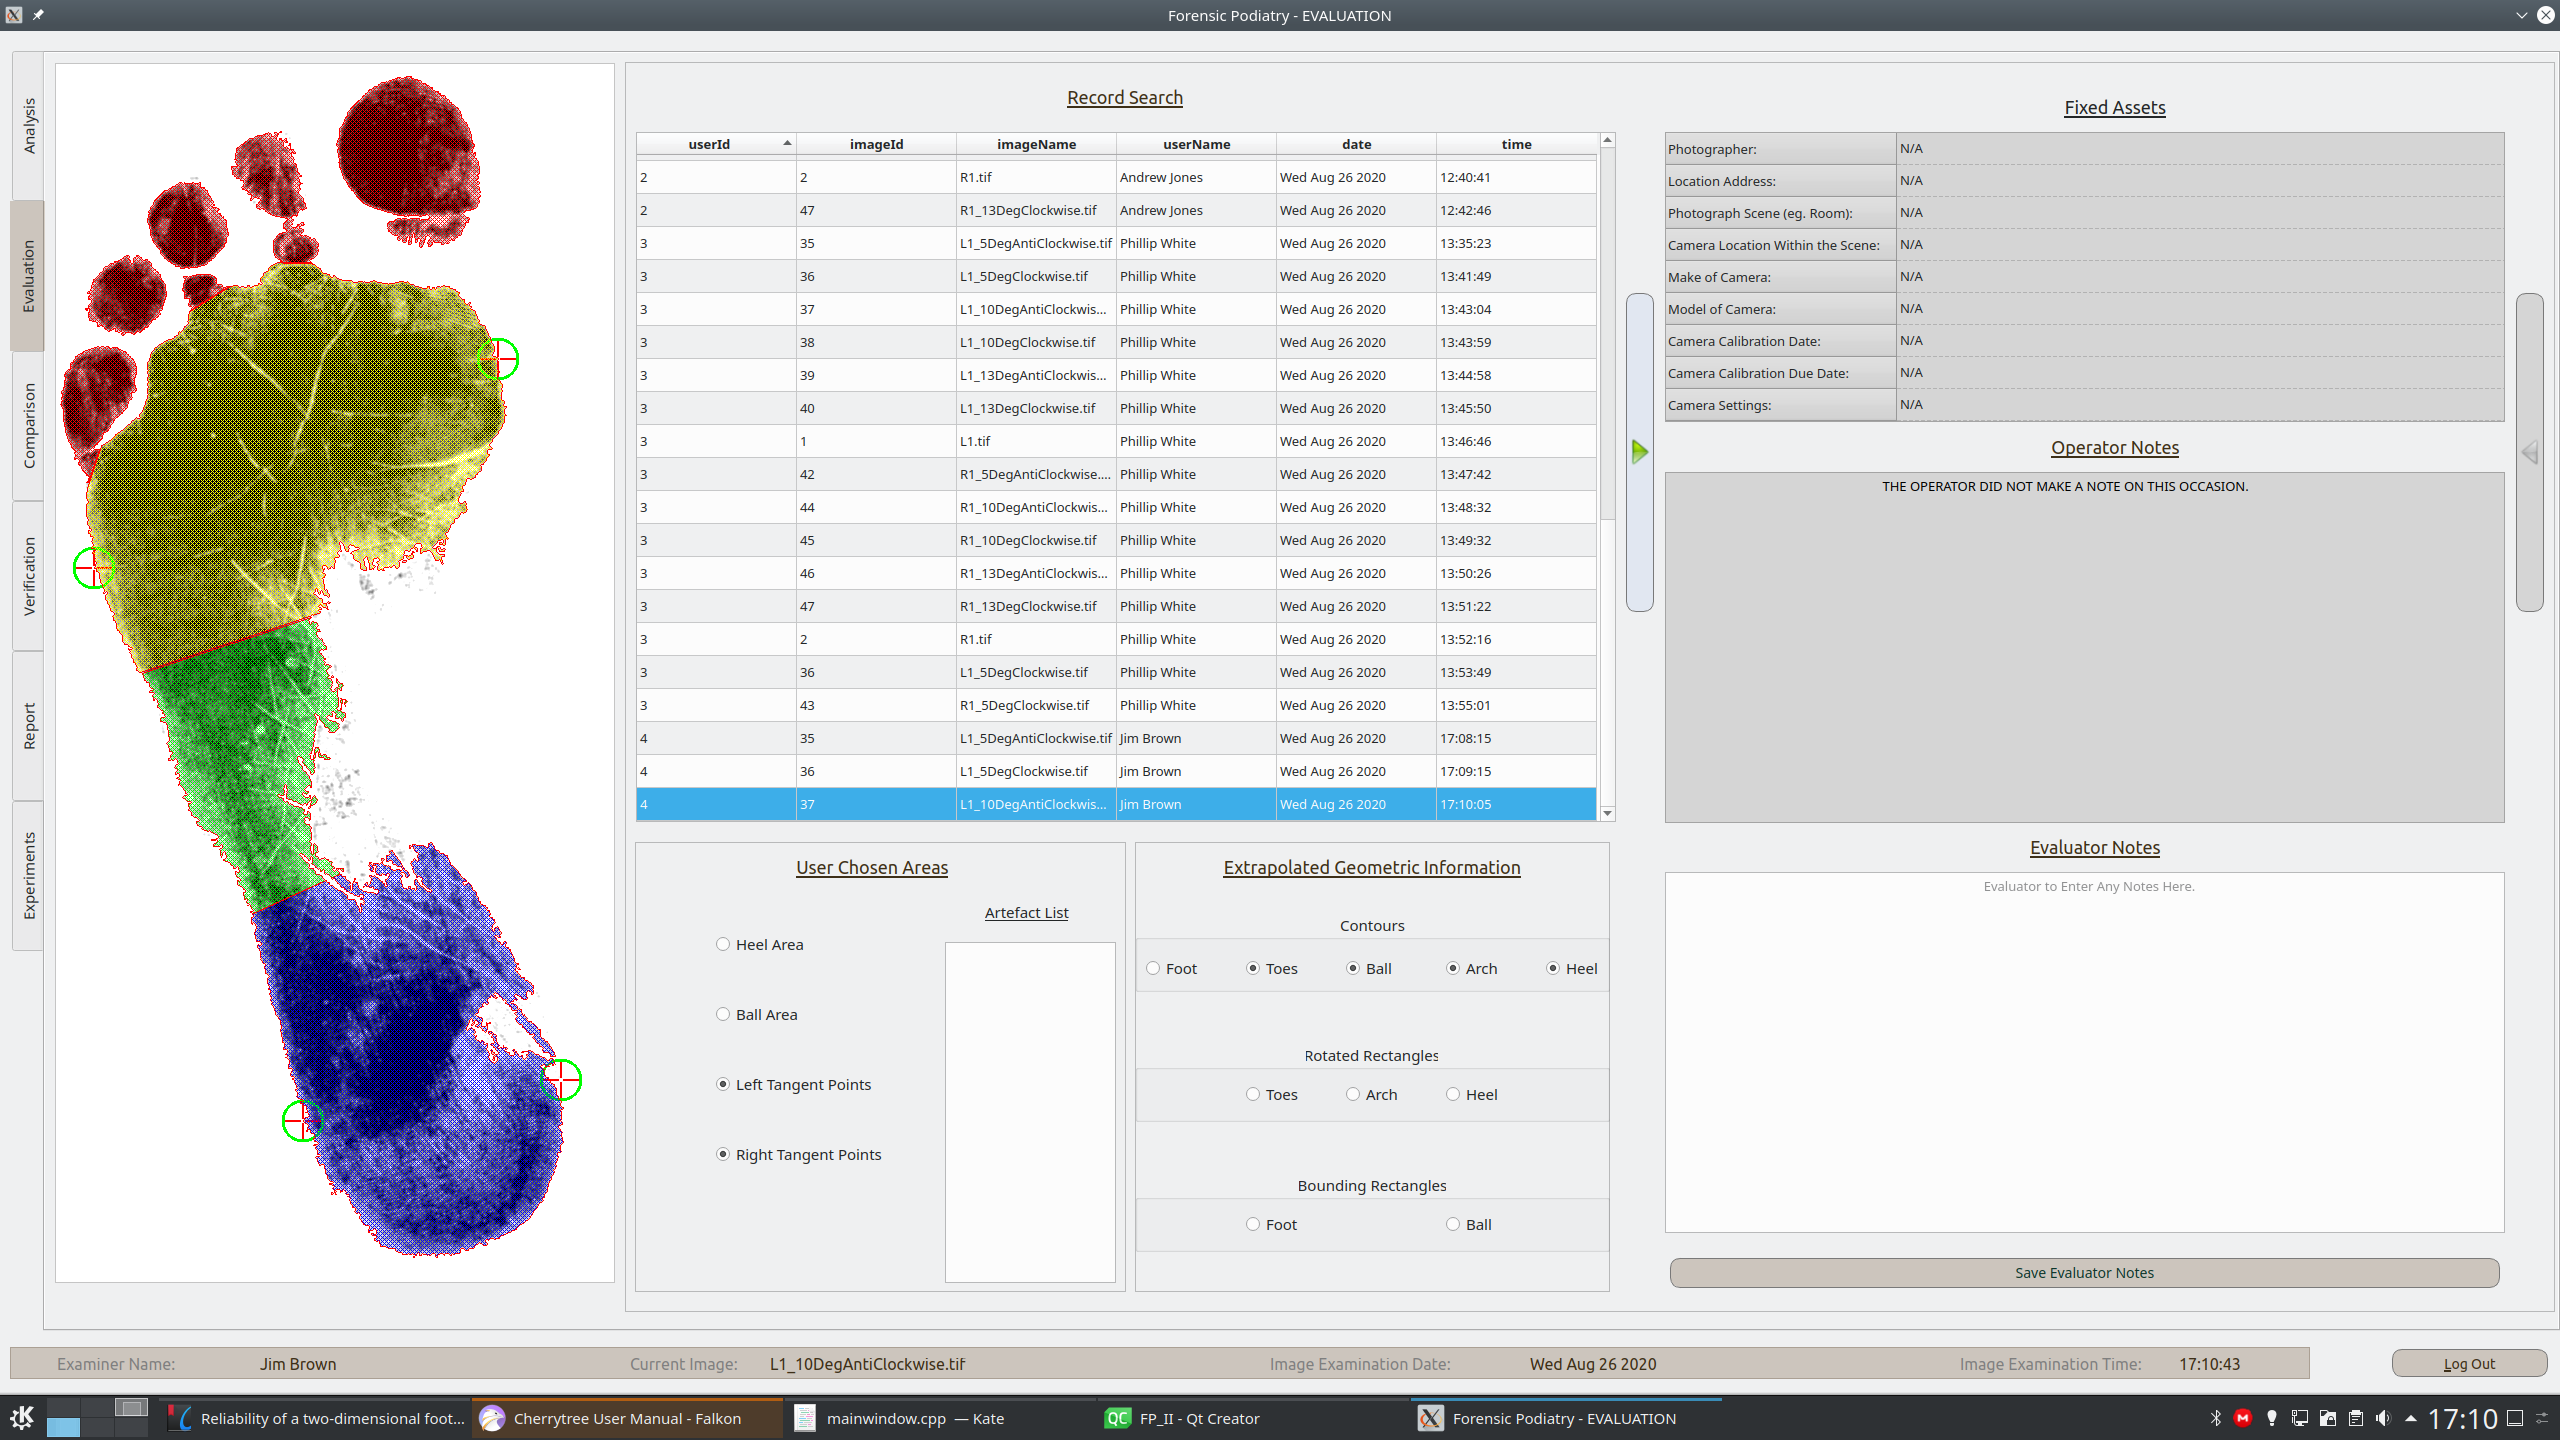 Forensic Podiatry - EVALUATION
Analysis
Evaluation
Comparison
Verification
Report
Experiments
Record Search
userId imageId imageName userName date time
2 2 R1.tif Andrew Jones Wed Aug 26 2020 12:40:41
2 47 R1_13DegClockwise.tif Andrew Jones Wed Aug 26 2020 12:42:46
3 35 L1_5DegAntiClockwise.tif Phillip White Wed Aug 26 2020 13:35:23
3 36 L1_5DegClockwise.tif Phillip White Wed Aug 26 2020 13:41:49
3 37 L1_10DegAntiClockwis... Phillip White Wed Aug 26 2020 13:43:04
3 38 L1_10DegClockwise.tif Phillip White Wed Aug 26 2020 13:43:59
3 39 L1_13DegAntiClockwis... Phillip White Wed Aug 26 2020 13:44:58
3 40 L1_13DegClockwise.tif Phillip White Wed Aug 26 2020 13:45:50
3 1 L1.tif Phillip White Wed Aug 26 2020 13:46:46
3 42 R1_5DegAntiClockwise.... Phillip White Wed Aug 26 2020 13:47:42
3 44 R1_10DegAntiClockwis... Phillip White Wed Aug 26 2020 13:48:32
3 45 R1_10DegClockwise.tif Phillip White Wed Aug 26 2020 13:49:32
3 46 R1_13DegAntiClockwis... Phillip White Wed Aug 26 2020 13:50:26
3 47 R1_13DegClockwise.tif Phillip White Wed Aug 26 2020 13:51:22
3 2 R1.tif Phillip White Wed Aug 26 2020 13:52:16
3 36 L1_5DegClockwise.tif Phillip White Wed Aug 26 2020 13:53:49
3 43 R1_5DegClockwise.tif Phillip White Wed Aug 26 2020 13:55:01
4 35 L1_5DegAntiClockwise.tif Jim Brown Wed Aug 26 2020 17:08:15
4 36 L1_5DegClockwise.tif Jim Brown Wed Aug 26 2020 17:09:15
4 37 L1_10DegAntiClockwis... Jim Brown Wed Aug 26 2020 17:10:05
User Chosen Areas
Artefact List
Heel Area
Ball Area
Left Tangent Points
Right Tangent Points
Extrapolated Geometric Information
Contours
Foot Toes Ball Arch Heel
Rotated Rectangles
Toes Arch Heel
Bounding Rectangles
Foot Ball
Fixed Assets
Photographer: N/A
Location Address: N/A
Photograph Scene (eg. Room): N/A
Camera Location Within the Scene: N/A
Make of Camera: N/A
Model of Camera: N/A
Camera Calibration Date: N/A
Camera Calibration Due Date: N/A
Camera Settings: N/A
Operator Notes
THE OPERATOR DID NOT MAKE A NOTE ON THIS OCCASION.
Evaluator Notes
Evaluator to Enter Any Notes Here.
Save Evaluator Notes
Examiner Name: Jim Brown Current Image: L1_10DegAntiClockwise.tif Image Examination Date: Wed Aug 26 2020 Image Examination Time: 17:10:43 Log Out
Reliability of a two-dimensional foot... Cherrytree User Manual - Falkon mainwindow.cpp — Kate QC FP_II - Qt Creator Forensic Podiatry - EVALUATION 17:10